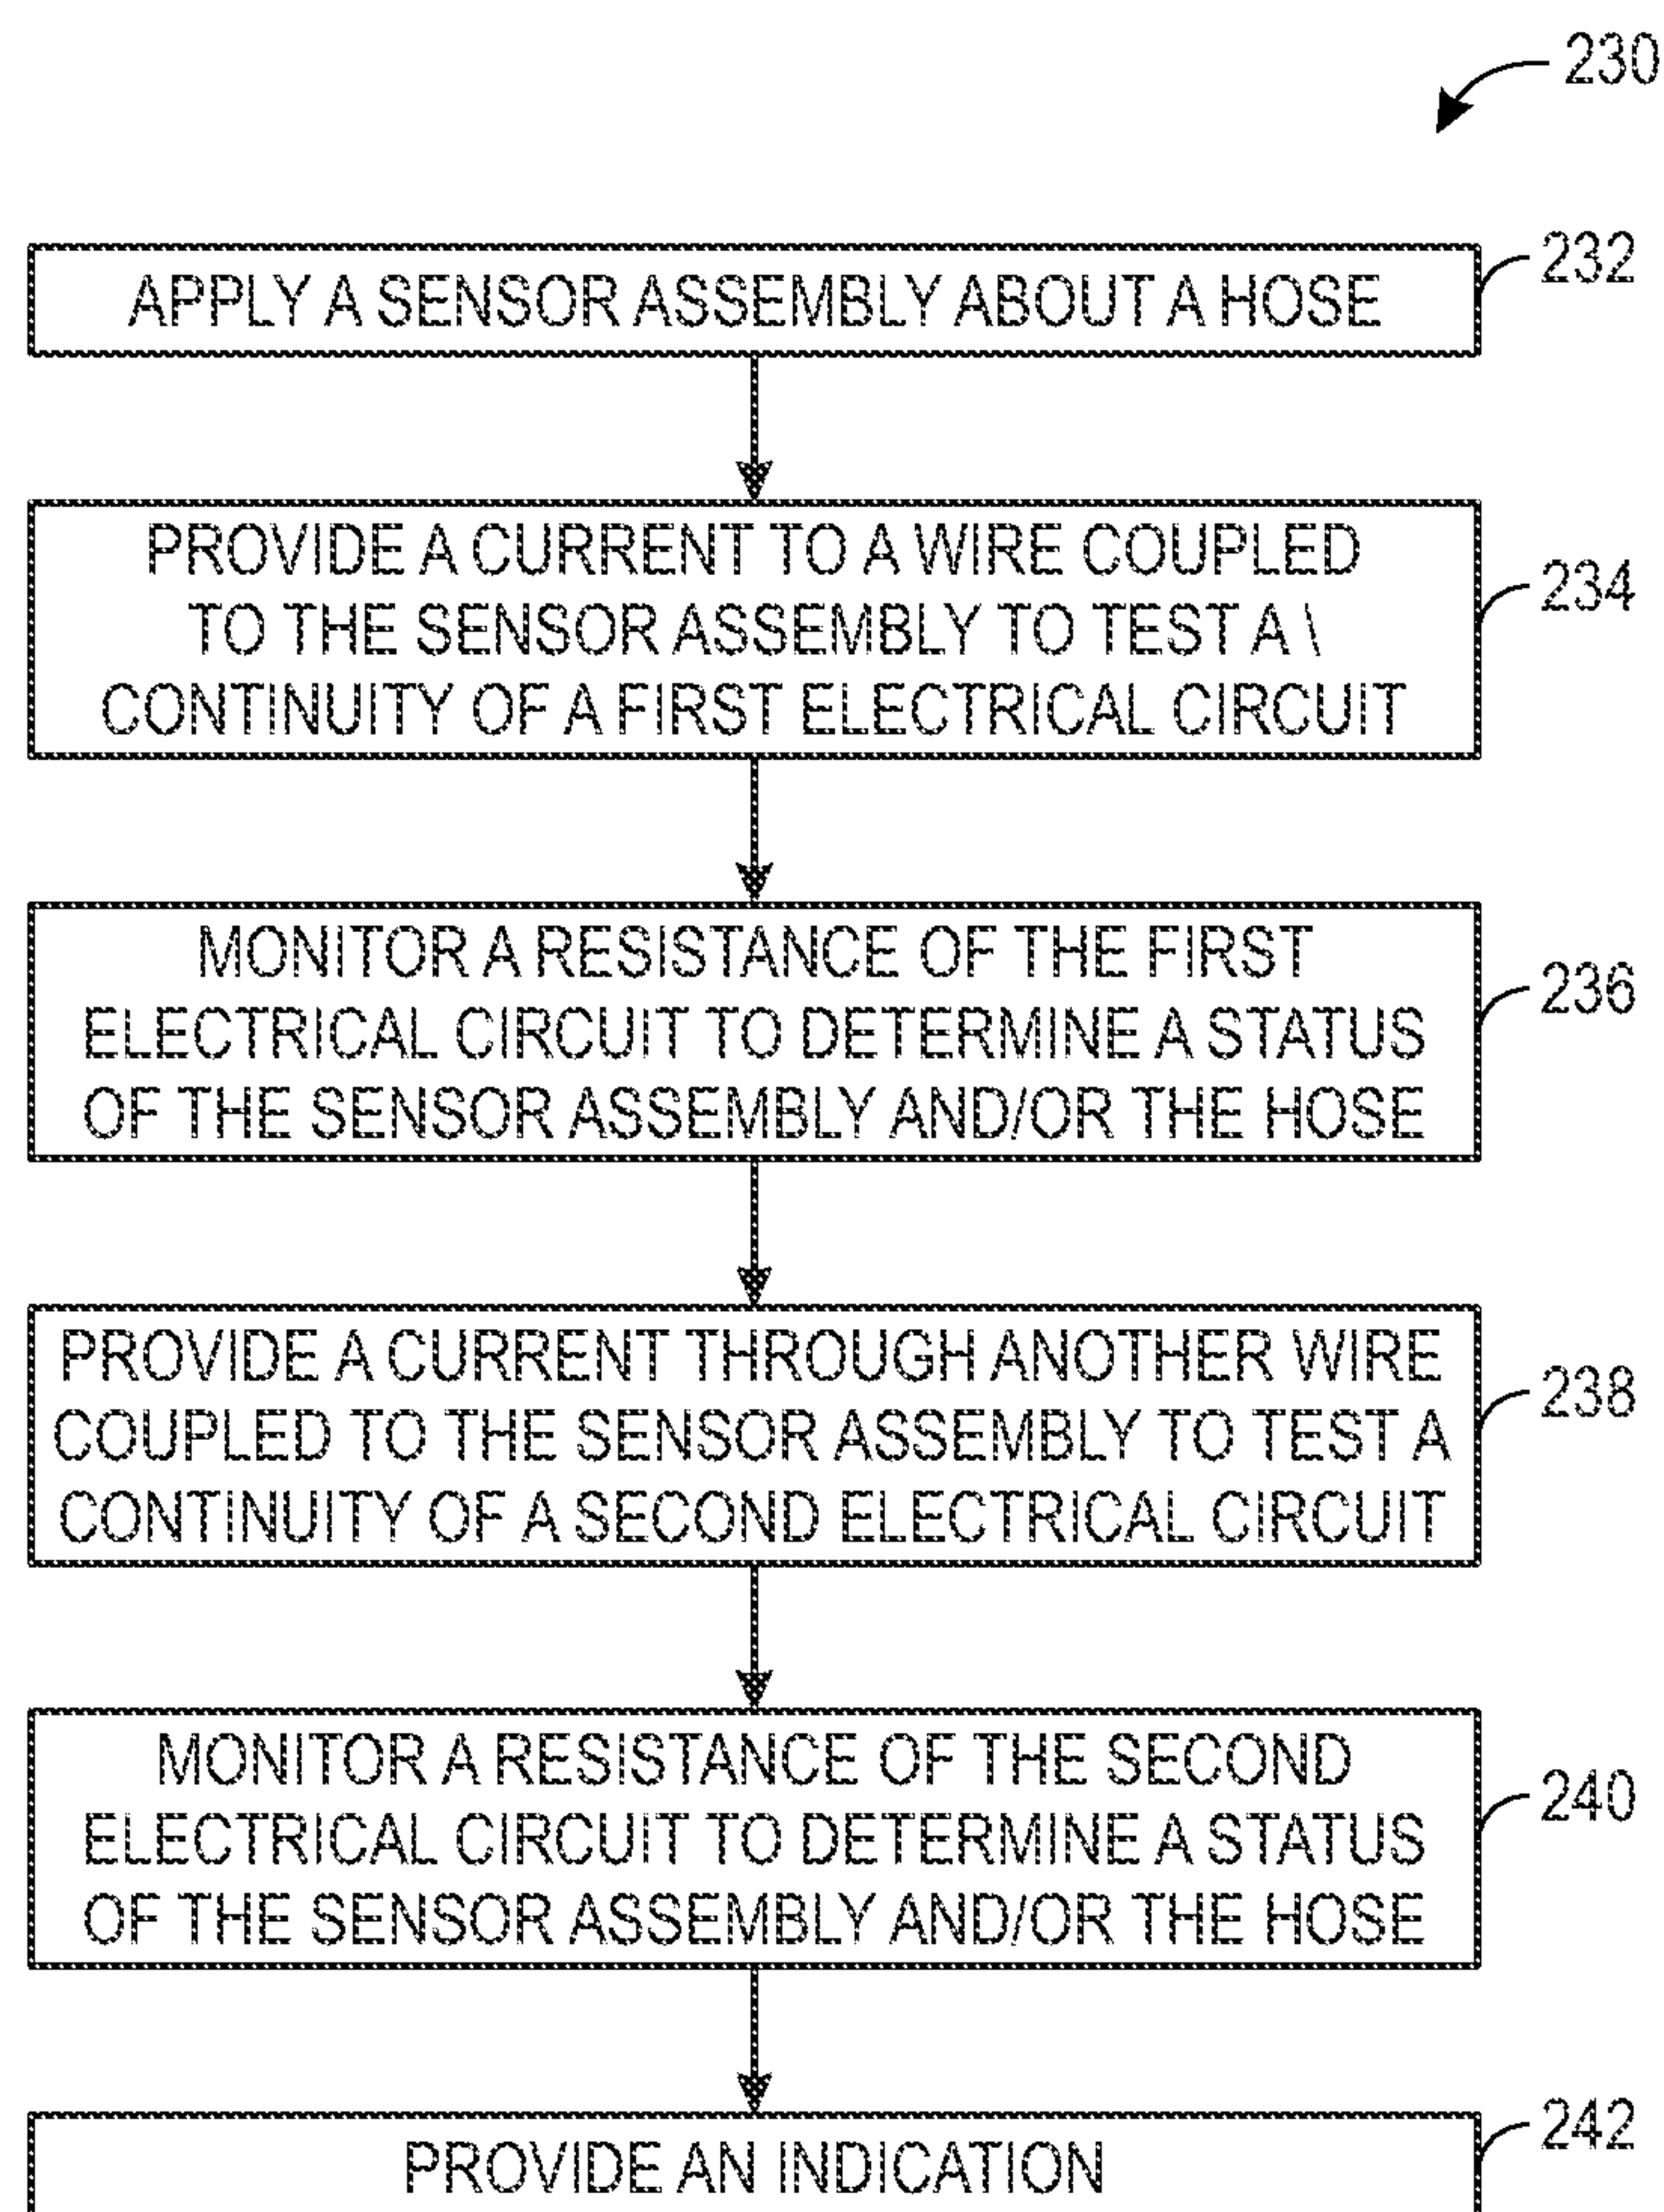 230
APPLY A SENSOR ASSEMBLY ABOUT A HOSE
232
PROVIDE A CURRENT TO A WIRE COUPLED
TO THE SENSOR ASSEMBLY TO TEST A \
CONTINUITY OF A FIRST ELECTRICAL CIRCUIT
234
MONITOR A RESISTANCE OF THE FIRST
ELECTRICAL CIRCUIT TO DETERMINE A STATUS
OF THE SENSOR ASSEMBLY AND/OR THE HOSE
236
PROVIDE A CURRENT THROUGH ANOTHER WIRE
COUPLED TO THE SENSOR ASSEMBLY TO TEST A
CONTINUITY OF A SECOND ELECTRICAL CIRCUIT
238
MONITOR A RESISTANCE OF THE SECOND
ELECTRICAL CIRCUIT TO DETERMINE A STATUS
OF THE SENSOR ASSEMBLY AND/OR THE HOSE
240
PROVIDE AN INDICATION
242